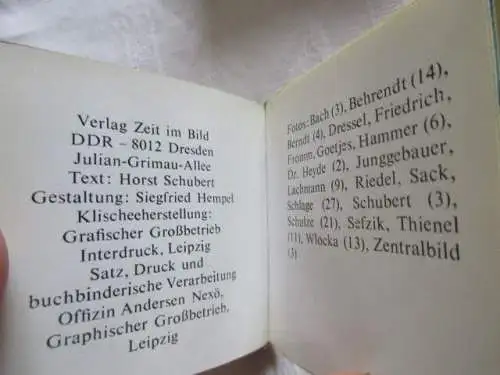 Verlag Zeit im Bild
DDR – 8012 Dresden
Julian-Grimau-Allee
Text: Horst Schubert
Gestaltung: Siegfried Hempel
Klischeeherstellung:
Grafischer Großbetrieb
Interdruck, Leipzig
Satz, Druck und
buchbinderische Verarbeitung
Offizin Andersen Nexö,
Graphischer Großbetrieb,
Leipzig
Fotos: Bach (3), Behrendt (14),
Berndt (4), Dressel, Friedrich,
Fromm, Goetjes, Hammer (6),
Dr. Heyde (2), Junggebauer,
Lachmann (9), Riedel, Sack,
Schlage (27), Schubert (3),
Schulze (21), Sefzik, Thienel
(11), Wlocka (13), Zentralbild
(3)